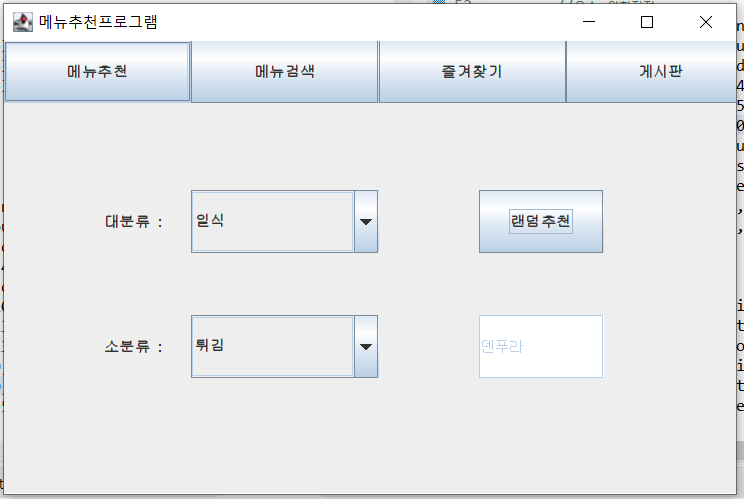 메뉴추천프로그램
메뉴추천 메뉴검색 즐겨찾기 게시판
대분류 : 일식 랜덤추천
소분류 : 튀김 덴푸라